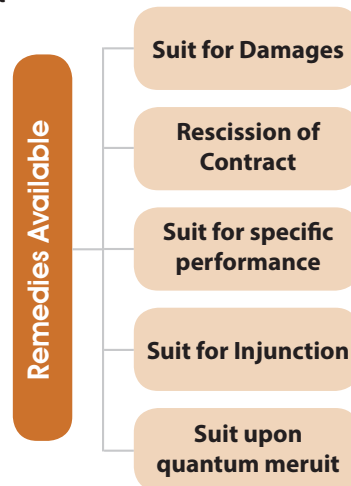 Remedies Available
Suit for Damages
Rescission of
Contract
Suit for specific
performance
Suit for Injunction
Suit upon
quantum meruit